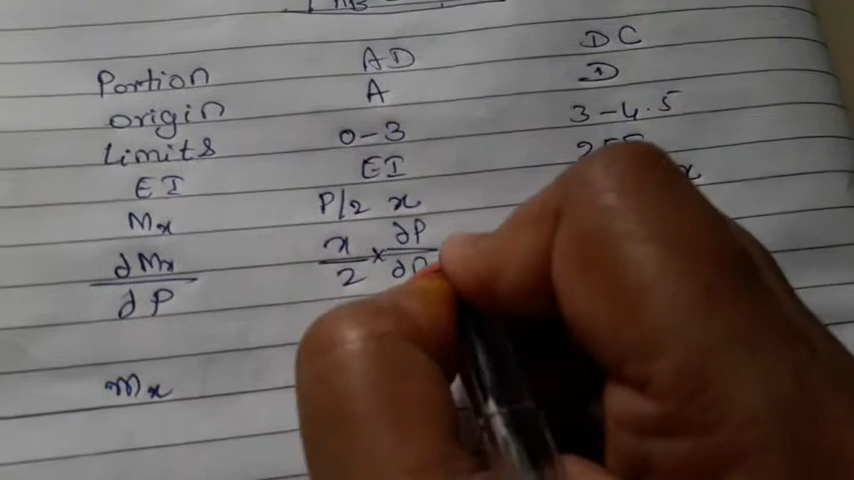 Portion AD DC
origin A D
Limits 0-3 3-4.5
EI EI
Mx P/2 x x
∂Mx/∂P x/2 × ∂P/∂P
Mx